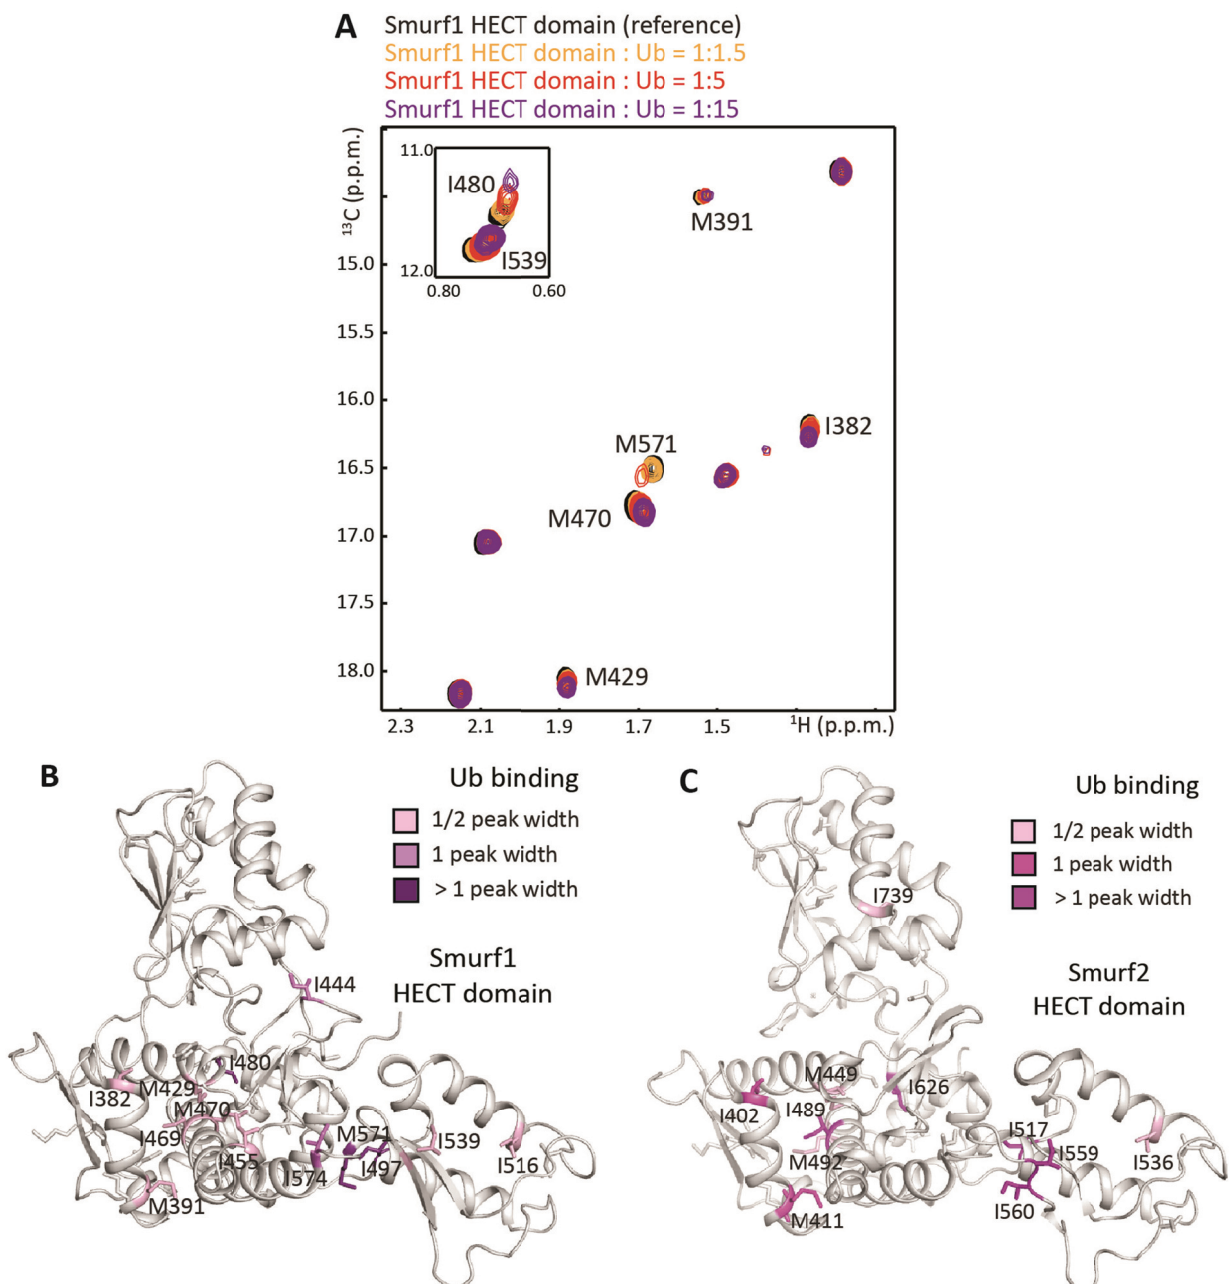 A
Smurf1 HECT domain (reference)
Smurf1 HECT domain : Ub = 1:1.5
Smurf1 HECT domain : Ub = 1:5
Smurf1 HECT domain : Ub = 1:15
¹³C (p.p.m.)
11.0
I480
I539
12.0
0.80
0.60
M391
15.0
15.5
16.0
I382
M571
16.5
M470
17.0
17.5
18.0
M429
2.3
2.1
1.9
1.7
1.5
¹H (p.p.m.)
B
Ub binding
1/2 peak width
1 peak width
> 1 peak width
Smurf1
HECT domain
I444
I480
I382
M429
M470
I469
I455
M571
I539
I574
I497
I516
M391
C
Ub binding
1/2 peak width
1 peak width
> 1 peak width
I739
Smurf2
HECT domain
M449
I626
I402
I489
I517
I559
M492
I536
I560
M411